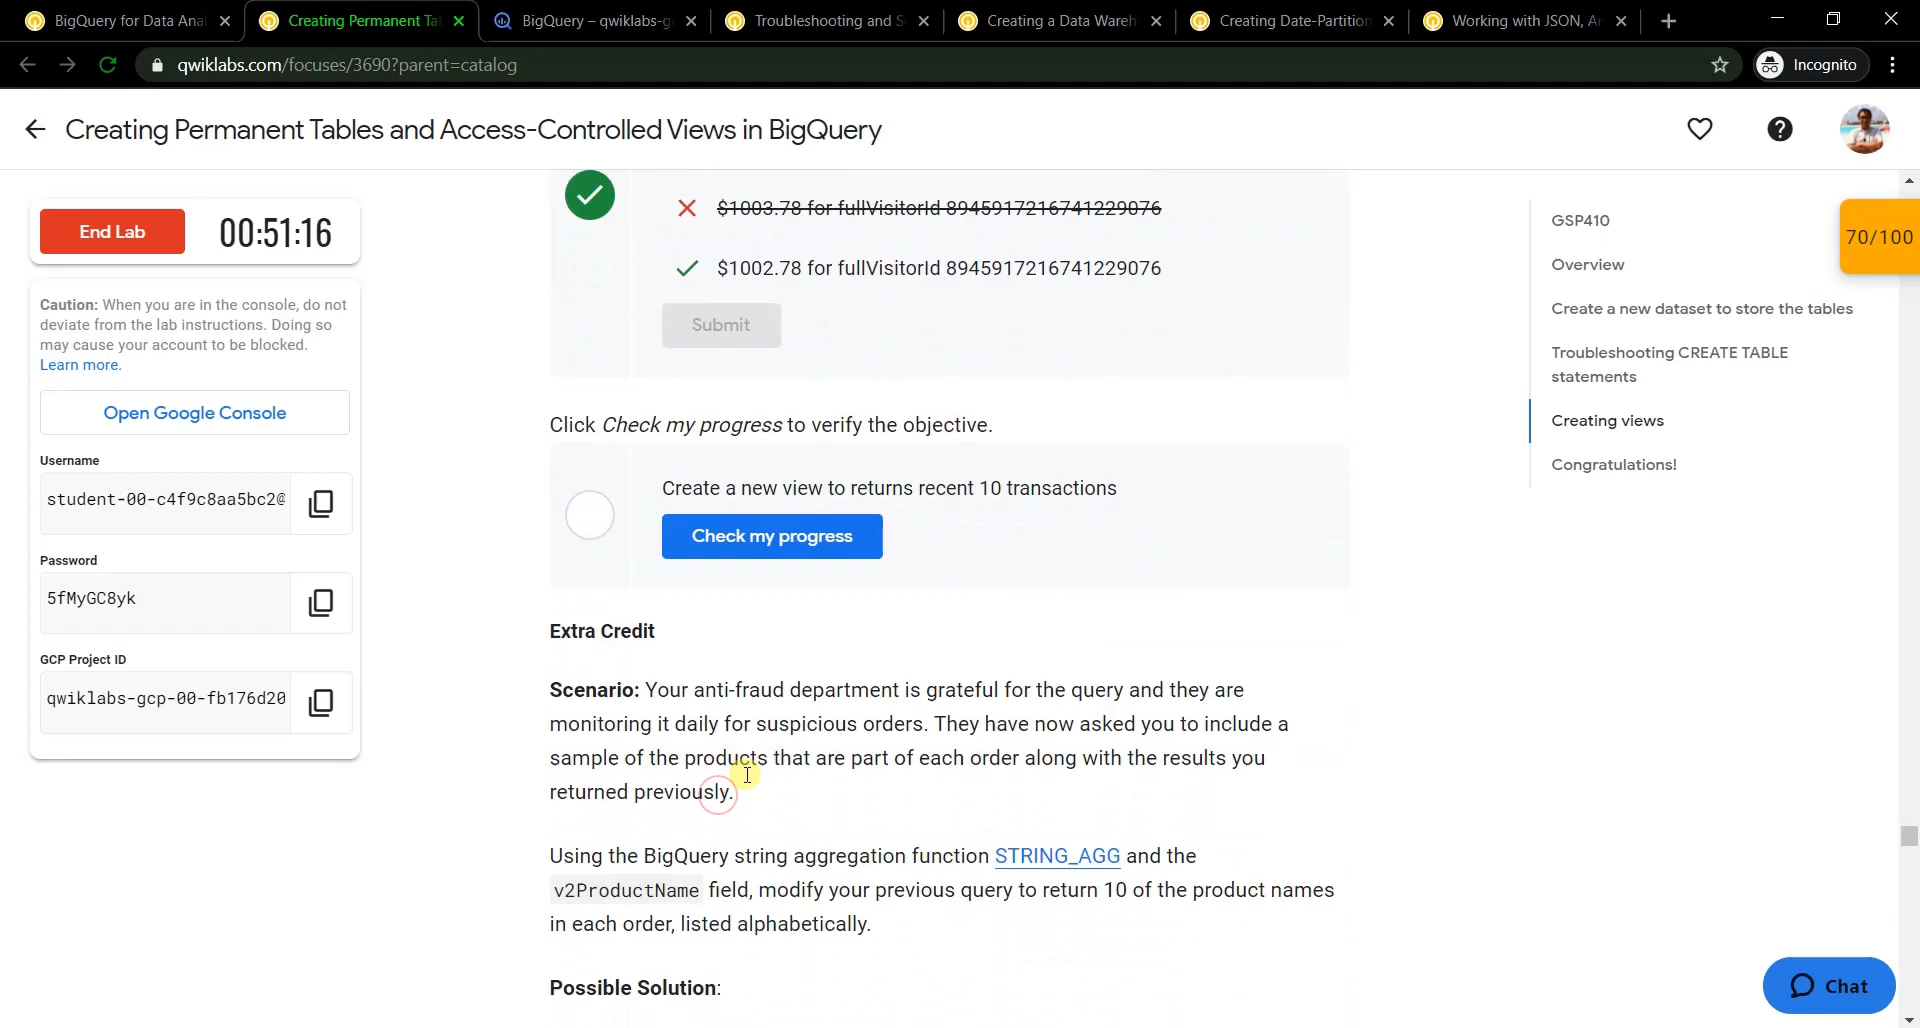 BigQuery for Data Anal
Creating Permanent Ta
BigQuery – qwiklabs-g
Troubleshooting and S
Creating a Data Wareh
Creating Date-Partition
Working with JSON, Ar
qwiklabs.com/focuses/3690?parent=catalog
Incognito
Creating Permanent Tables and Access-Controlled Views in BigQuery
End Lab
00:51:16
Caution: When you are in the console, do not
deviate from the lab instructions. Doing so
may cause your account to be blocked.
Learn more.
Open Google Console
Username
student-00-c4f9c8aa5bc2@
Password
5fMyGC8yk
GCP Project ID
qwiklabs-gcp-00-fb176d20
$1003.78 for fullVisitorId 8945917216741229076
$1002.78 for fullVisitorId 8945917216741229076
Submit
Click Check my progress to verify the objective.
Create a new view to returns recent 10 transactions
Check my progress
Extra Credit
Scenario: Your anti-fraud department is grateful for the query and they are
monitoring it daily for suspicious orders. They have now asked you to include a
sample of the products that are part of each order along with the results you
returned previously.
Using the BigQuery string aggregation function STRING_AGG and the
v2ProductName field, modify your previous query to return 10 of the product names
in each order, listed alphabetically.
Possible Solution:
GSP410
Overview
Create a new dataset to store the tables
Troubleshooting CREATE TABLE
statements
Creating views
Congratulations!
70/100
Chat